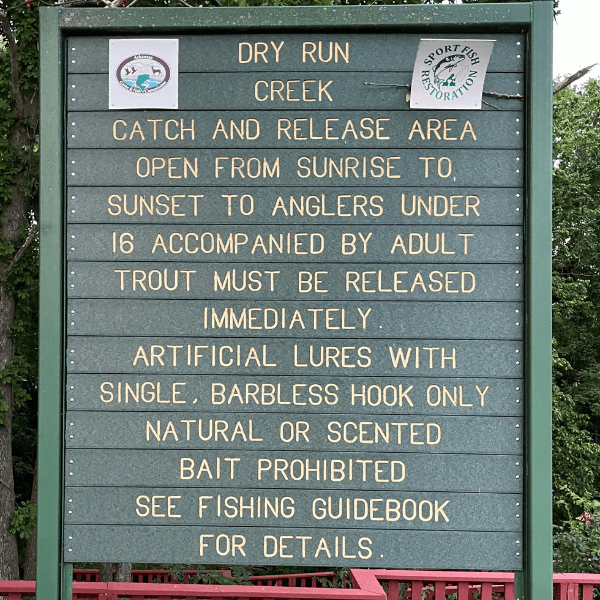 DRY RUN
CREEK
CATCH AND RELEASE AREA
OPEN FROM SUNRISE TO
SUNSET TO ANGLERS UNDER
16 ACCOMPANIED BY ADULT
TROUT MUST BE RELEASED
IMMEDIATELY.
ARTIFICIAL LURES WITH
SINGLE, BARBLESS HOOK ONLY
NATURAL OR SCENTED
BAIT PROHIBITED
SEE FISHING GUIDEBOOK
FOR DETAILS.
Arkansas
SPORT FISH
RESTORATION